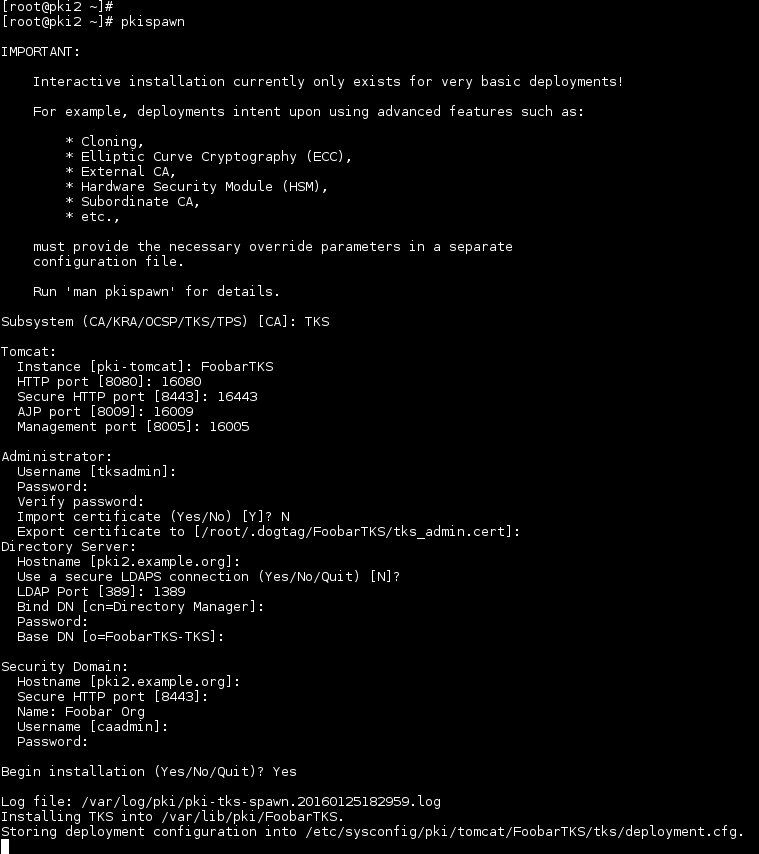 [root@pki2 ~]#
[root@pki2 ~]# pkispawn
IMPORTANT:
Interactive installation currently only exists for very basic deployments!
For example, deployments intent upon using advanced features such as:
* Cloning,
* Elliptic Curve Cryptography (ECC),
* External CA,
* Hardware Security Module (HSM),
* Subordinate CA,
* etc.,
must provide the necessary override parameters in a separate
configuration file.
Run 'man pkispawn' for details.
Subsystem (CA/KRA/OCSP/TKS/TPS) [CA]: TKS
Tomcat:
Instance [pki-tomcat]: FoobarTKS
HTTP port [8080]: 16080
Secure HTTP port [8443]: 16443
AJP port [8009]: 16009
Management port [8005]: 16005
Administrator:
Username [tksadmin]:
Password:
Verify password:
Import certificate (Yes/No) [Y]? N
Export certificate to [/root/.dogtag/FoobarTKS/tks_admin.cert]:
Directory Server:
Hostname [pki2.example.org]:
Use a secure LDAPS connection (Yes/No/Quit) [N]?
LDAP Port [389]: 1389
Bind DN [cn=Directory Manager]:
Password:
Base DN [o=FoobarTKS-TKS]:
Security Domain:
Hostname [pki2.example.org]:
Secure HTTP port [8443]:
Name: Foobar Org
Username [caadmin]:
Password:
Begin installation (Yes/No/Quit)? Yes
Log file: /var/log/pki/pki-tks-spawn.20160125182959.log
Installing TKS into /var/lib/pki/FoobarTKS.
Storing deployment configuration into /etc/sysconfig/pki/tomcat/FoobarTKS/tks/deployment.cfg.